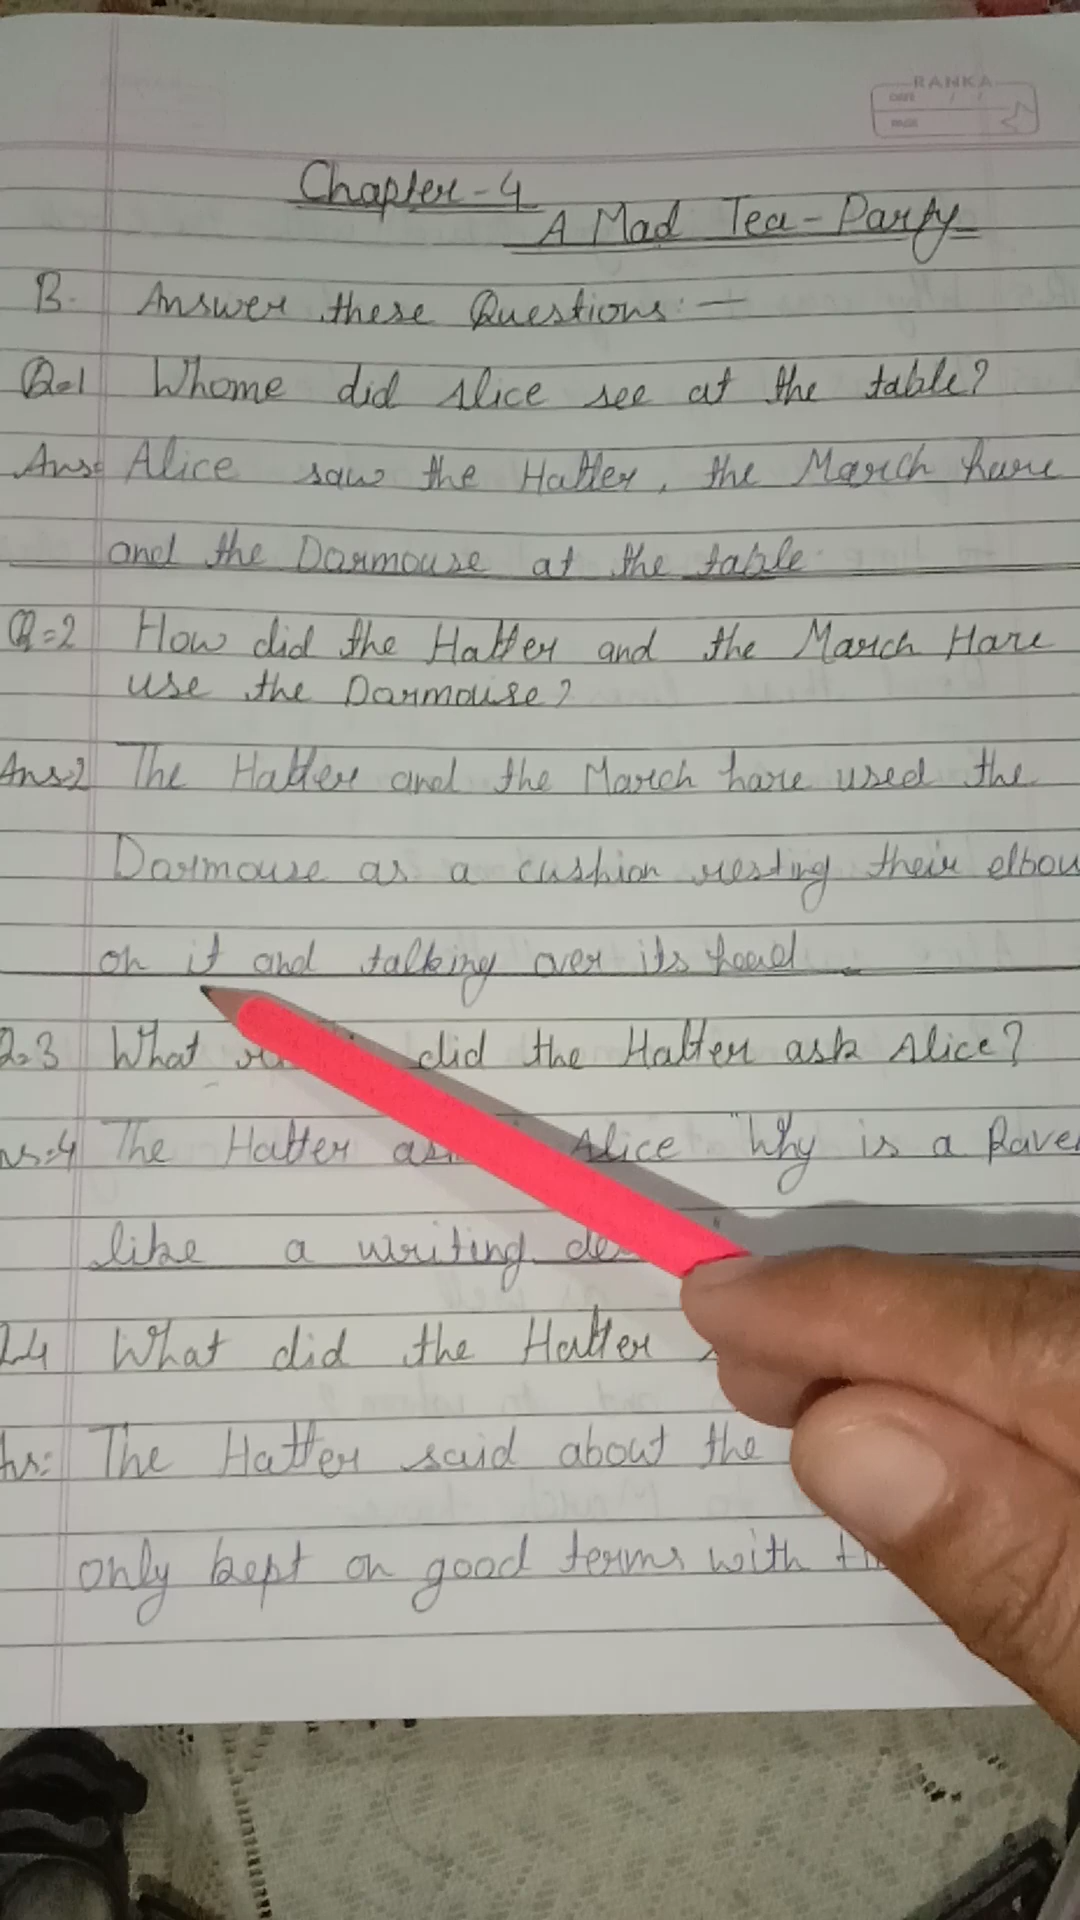 RANKA
DATE / /
PAGE
Chapter-4
A Mad Tea-Party
B. Answer these Questions:—
Q=1 Whome did Alice see at the table?
Ans= Alice saw the Hatter, the March hare
and the Darmouse at the table
Q=2 How did the Hatter and the March Hare
use the Darmouse?
Ans=2 The Hatter and the March hare used the
Darmouse as a cushion resting their elbow
on it and talking over its head
3 What did the Hatter ask Alice?
The Hatter Alice "Why is a Rave
like a writing
4 What did the Hatter
The Hatter said about the
only kept on good terms with